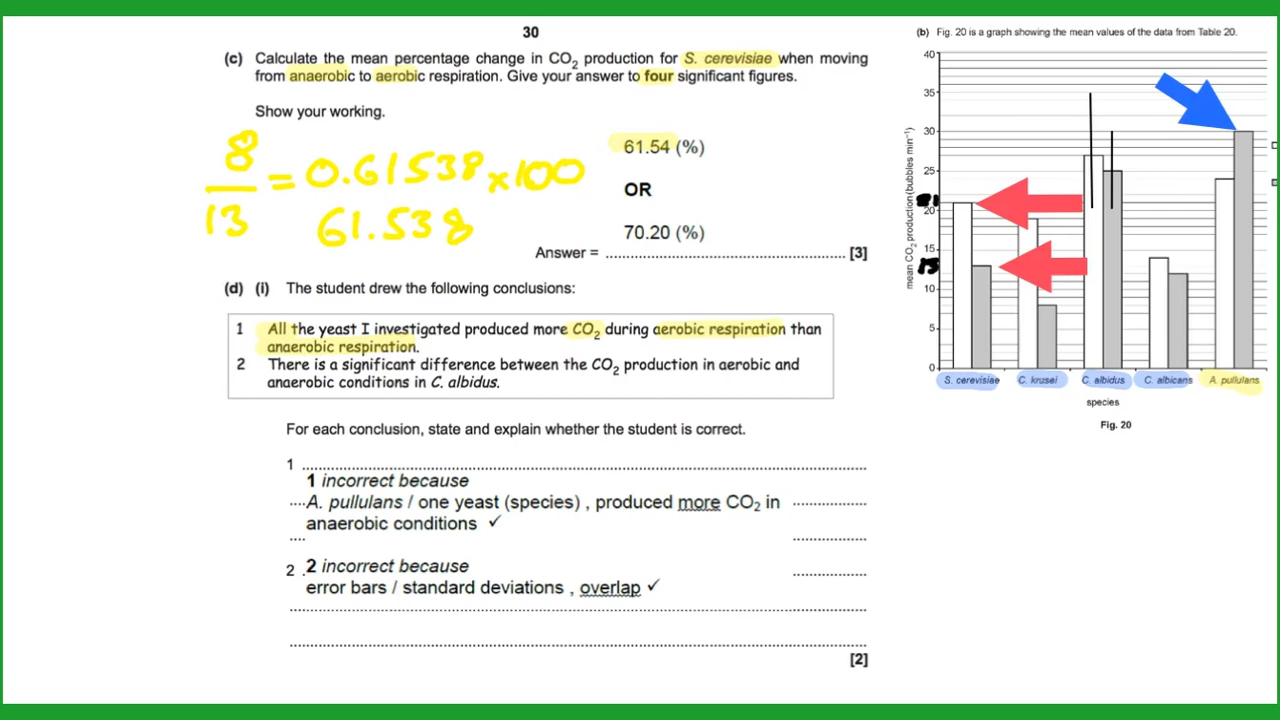 30
(c) Calculate the mean percentage change in CO₂ production for S. cerevisiae when moving
from anaerobic to aerobic respiration. Give your answer to four significant figures.
Show your working.
8
13
= 0.61538 ×100
61.538
61.54 (%)
OR
70.20 (%)
Answer = .......... [3]
(d) (i) The student drew the following conclusions:
1 All the yeast I investigated produced more CO₂ during aerobic respiration than
anaerobic respiration.
2 There is a significant difference between the CO₂ production in aerobic and
anaerobic conditions in C. albidus.
For each conclusion, state and explain whether the student is correct.
1
1 incorrect because
A. pullulans / one yeast (species) , produced more CO₂ in
anaerobic conditions ✓
2 2 incorrect because
error bars / standard deviations , overlap ✓
[2]
(b) Fig. 20 is a graph showing the mean values of the data from Table 20.
mean CO₂ production (bubbles min⁻¹)
40
35
30
25
20
15
10
5
0
S. cerevisiae C. krusei C. albidus C. albicans A. pullulans
species
Fig. 20